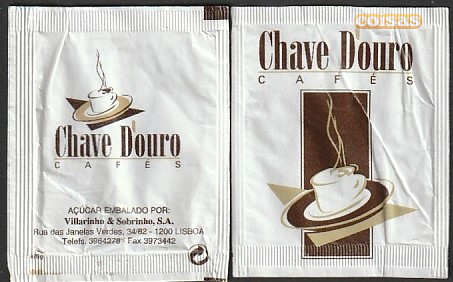 Chave D'ouro
CAFÉS
AÇÚCAR EMBALADO POR:
Villarinho & Sobrinho, S.A.
Rua das Janelas Verdes, 34/82 - 1200 LISBOA
Telefs. 3964278 - Fax 3973442
coisas
Chave Douro
CAFÉS